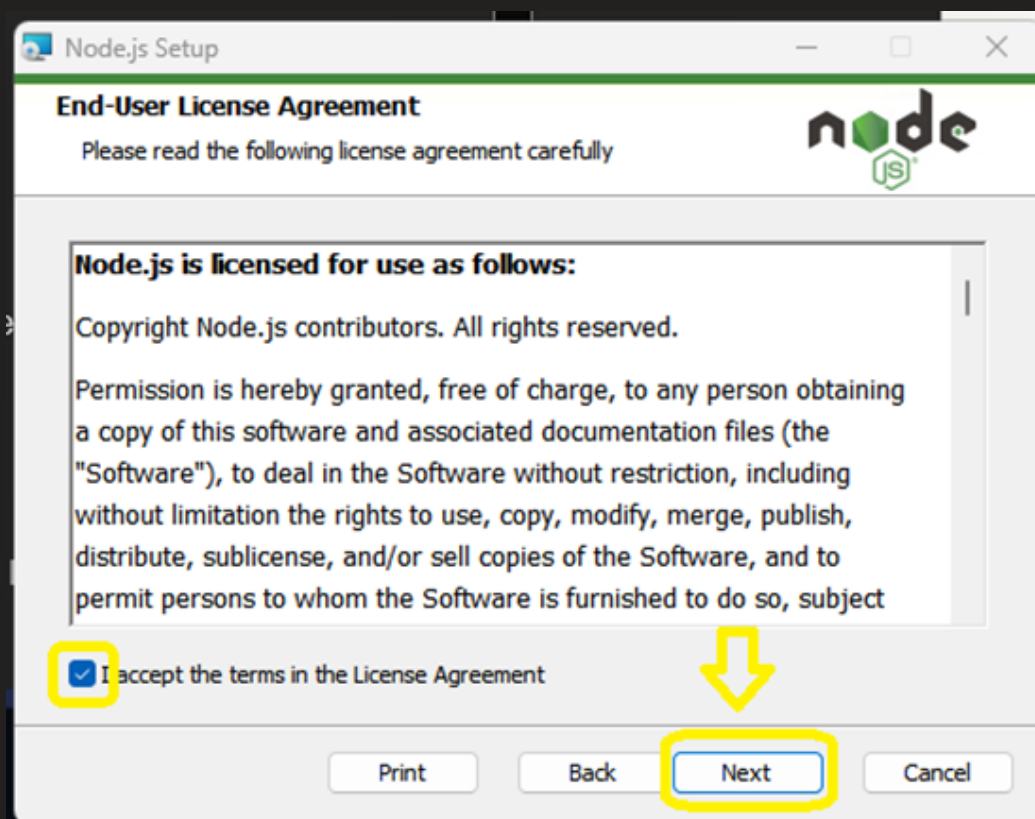 Node.js Setup
End-User License Agreement
Please read the following license agreement carefully
node
JS
Node.js is licensed for use as follows:
Copyright Node.js contributors. All rights reserved.
Permission is hereby granted, free of charge, to any person obtaining
a copy of this software and associated documentation files (the
"Software"), to deal in the Software without restriction, including
without limitation the rights to use, copy, modify, merge, publish,
distribute, sublicense, and/or sell copies of the Software, and to
permit persons to whom the Software is furnished to do so, subject
I accept the terms in the License Agreement
Print Back Next Cancel